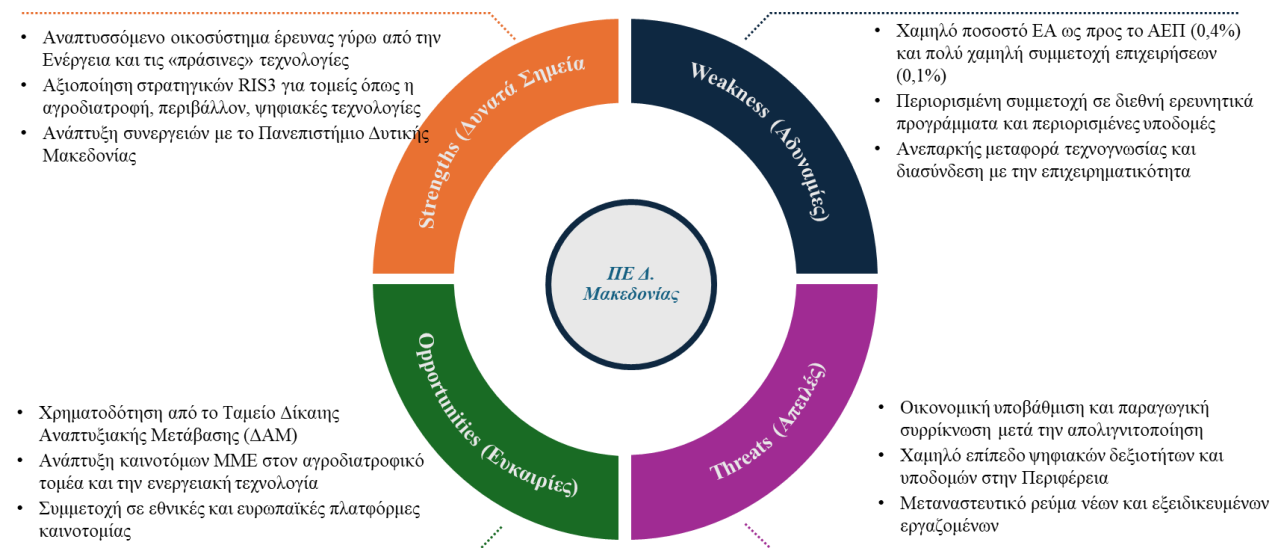 • Αναπτυσσόμενο οικοσύστημα έρευνας γύρω από την
Ενέργεια και τις «πράσινες» τεχνολογίες
• Αξιοποίηση στρατηγικών RIS3 για τομείς όπως η
αγροδιατροφή, περιβάλλον, ψηφιακές τεχνολογίες
• Ανάπτυξη συνεργειών με το Πανεπιστήμιο Δυτικής
Μακεδονίας
Strengths (Δυνατά Σημεία
Weakness (Αδυναμίες)
• Χαμηλό ποσοστό ΕΑ ως προς το ΑΕΠ (0,4%)
και πολύ χαμηλή συμμετοχή επιχειρήσεων
(0,1%)
• Περιορισμένη συμμετοχή σε διεθνή ερευνητικά
προγράμματα και περιορισμένες υποδομές
• Ανεπαρκής μεταφορά τεχνογνωσίας και
διασύνδεση με την επιχειρηματικότητα
ΠΕ Δ.
Μακεδονίας
• Χρηματοδότηση από το Ταμείο Δίκαιης
Αναπτυξιακής Μετάβασης (ΔΑΜ)
• Ανάπτυξη καινοτόμων ΜΜΕ στον αγροδιατροφικό
τομέα και την ενεργειακή τεχνολογία
• Συμμετοχή σε εθνικές και ευρωπαϊκές πλατφόρμες
καινοτομίας
Opportunities (Ευκαιρίες)
Threats (Απειλές)
• Οικονομική υποβάθμιση και παραγωγική
συρρίκνωση μετά την απολιγνιτοποίηση
• Χαμηλό επίπεδο ψηφιακών δεξιοτήτων και
υποδομών στην Περιφέρεια
• Μεταναστευτικό ρεύμα νέων και εξειδικευμένων
εργαζομένων